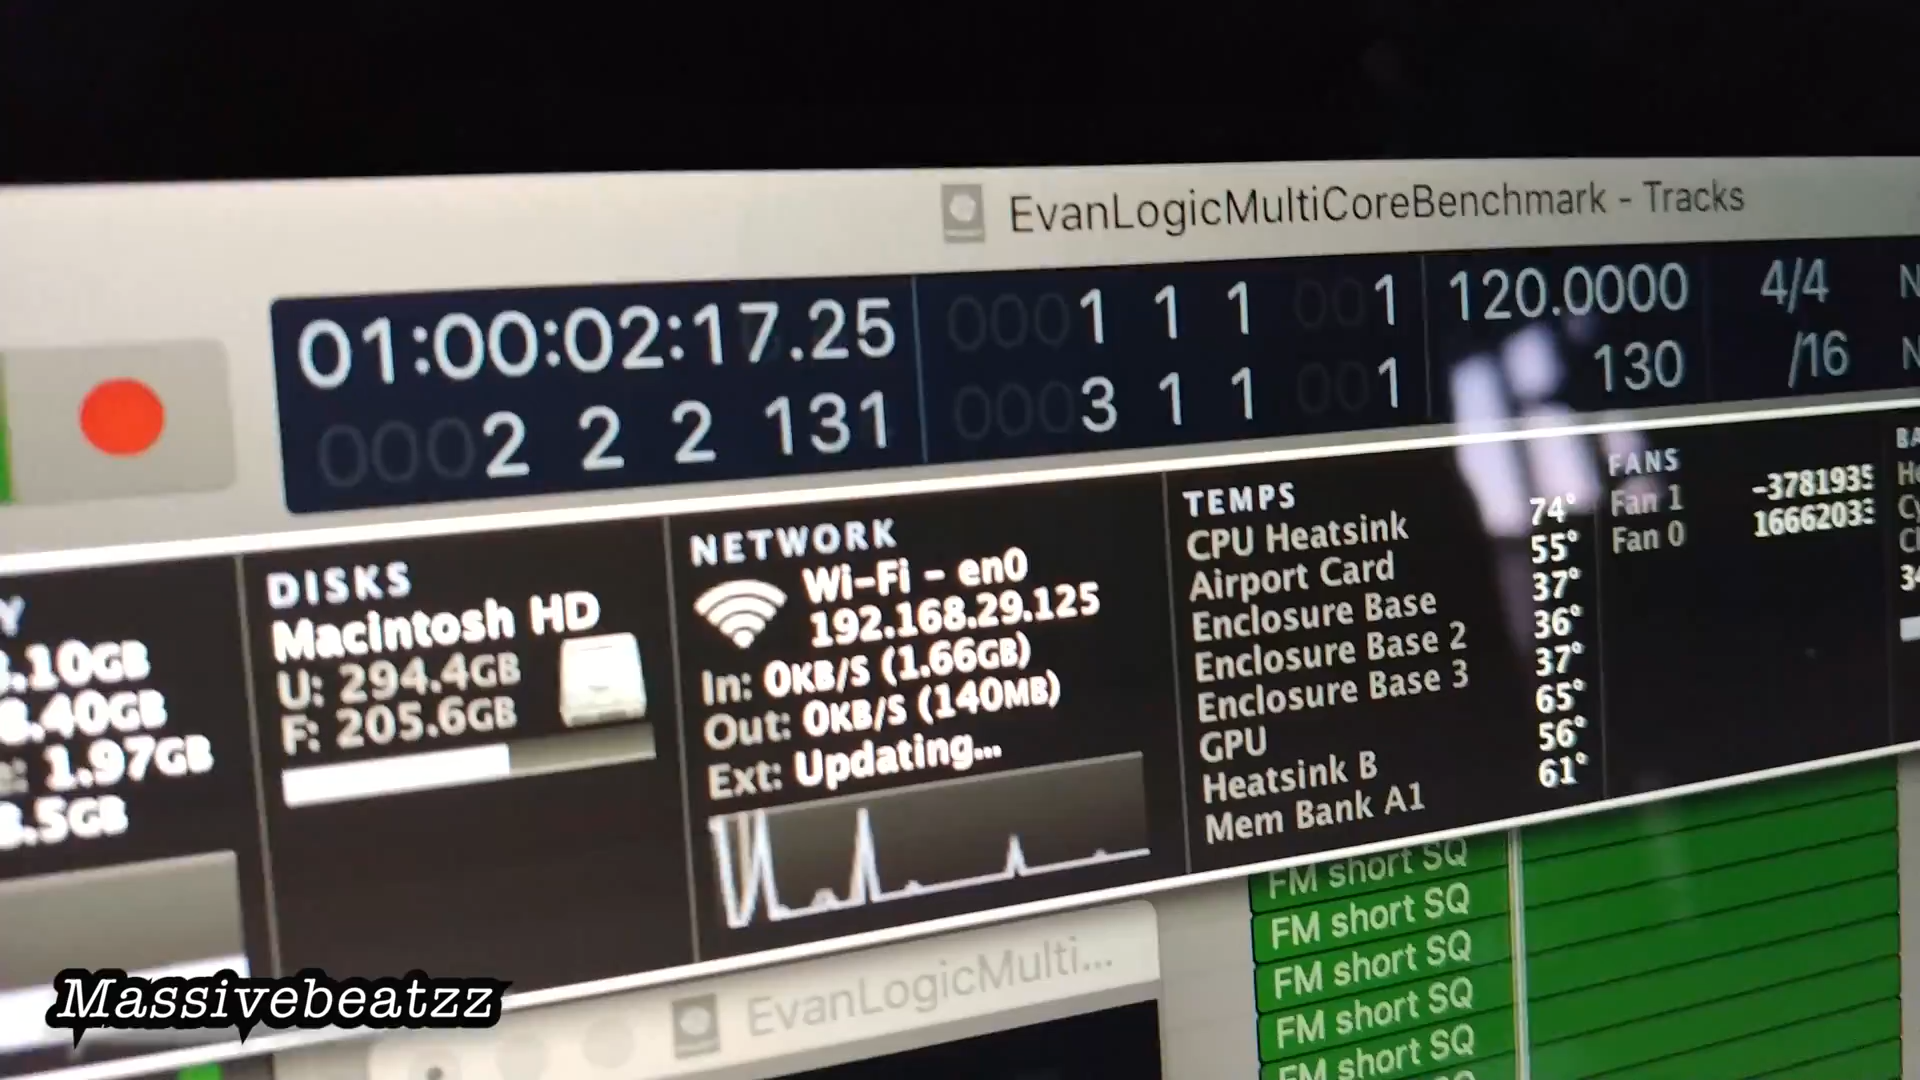 EvanLogicMultiCoreBenchmark - Tracks
01:00:02:17.25 0001 1 1 001 120.0000 4/4
0002 2 2 131 0003 1 1 001 130 /16
DISKS
Macintosh HD
U: 294.4GB
F: 205.6GB
.10GB
.40GB
1.97GB
.5GB
NETWORK
Wi-Fi - en0
192.168.29.125
In: 0KB/S (1.66GB)
Out: 0KB/S (140MB)
Ext: Updating...
TEMPS
CPU Heatsink 74°
Airport Card 55°
Enclosure Base 37°
Enclosure Base 2 36°
Enclosure Base 3 37°
GPU 65°
Heatsink B 56°
Mem Bank A1 61°
FANS
Fan 1 -3781935
Fan 0 16662033
FM short SQ
FM short SQ
FM short SQ
FM short SQ
FM short SQ
EvanLogicMulti...
Massivebeatzz